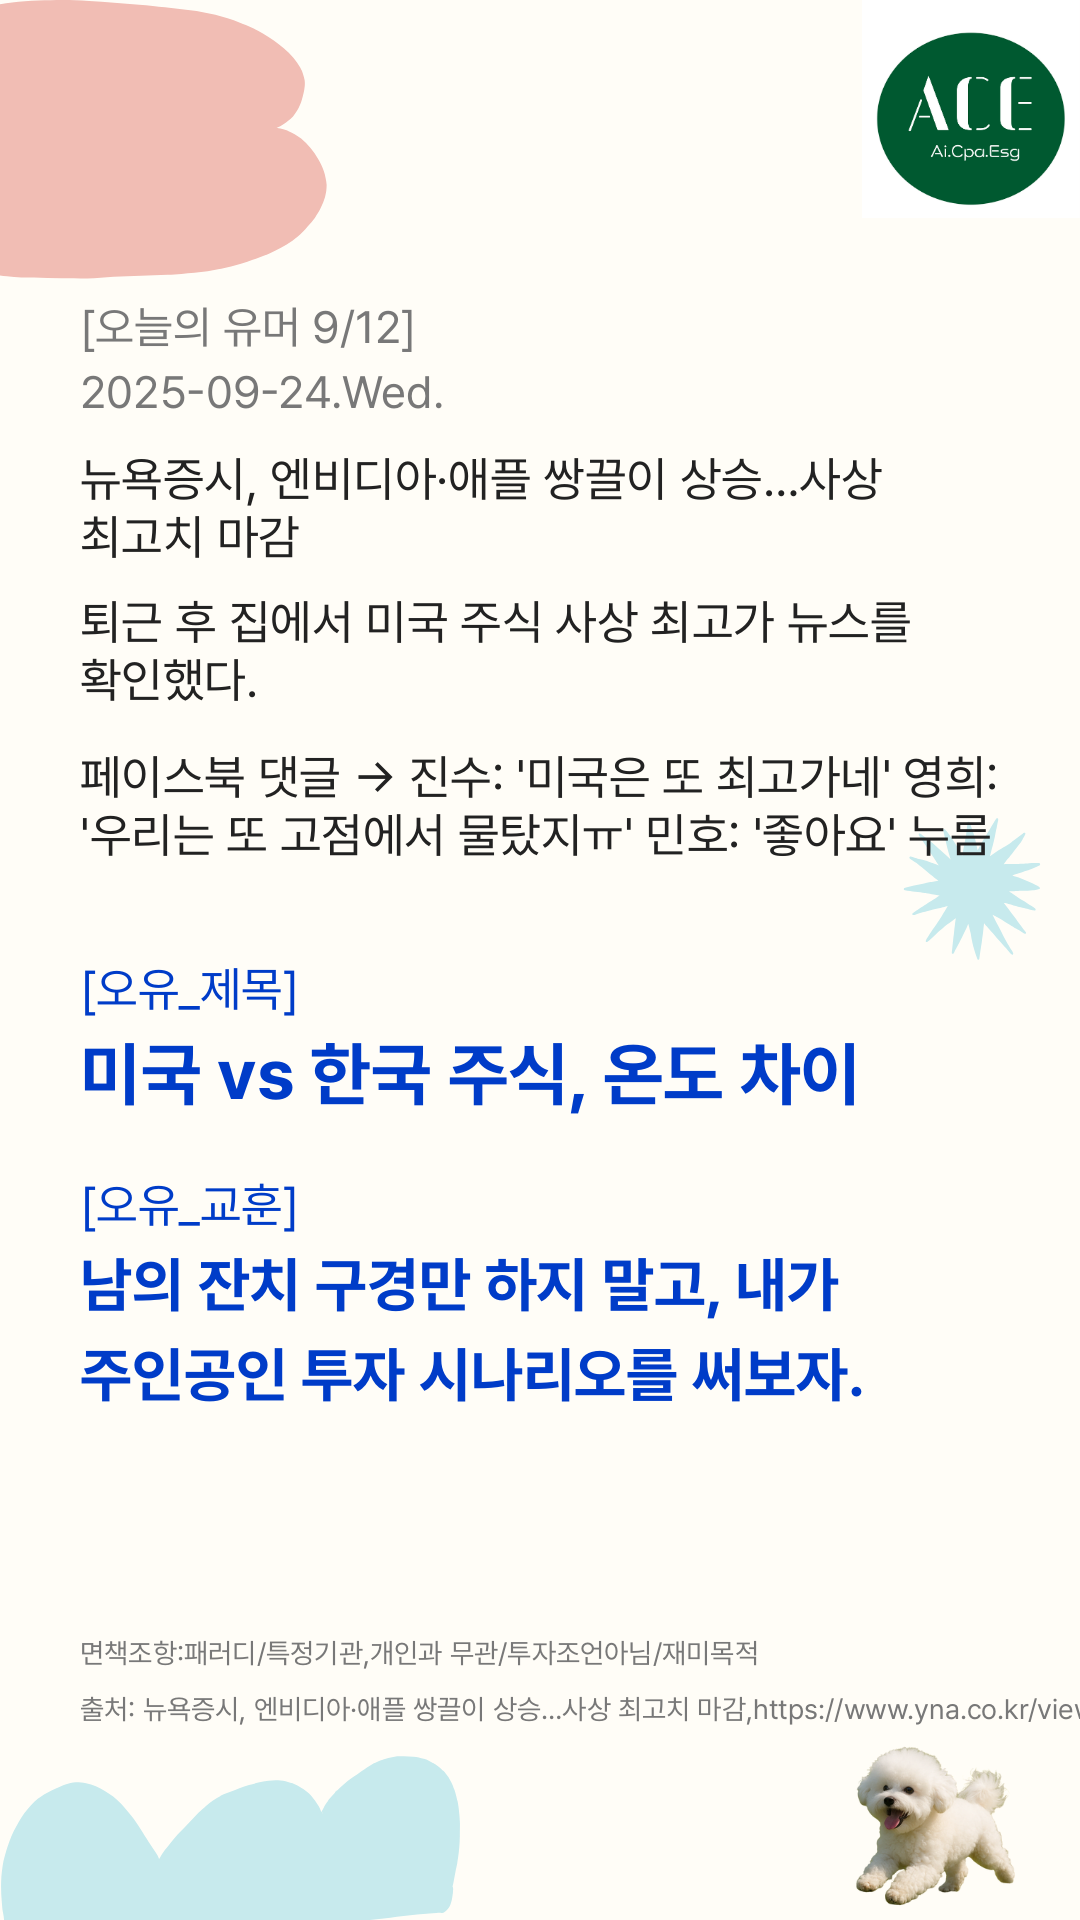 ACE
Ai.Cpa.Esg
[오늘의 유머 9/12]
2025-09-24.Wed.
뉴욕증시, 엔비디아·애플 쌍끌이 상승...사상
최고치 마감
퇴근 후 집에서 미국 주식 사상 최고가 뉴스를
확인했다.
페이스북 댓글 → 진수: '미국은 또 최고가네' 영희:
'우리는 또 고점에서 물탔지ㅠ' 민호: '좋아요' 누름
[오유_제목]
미국 vs 한국 주식, 온도 차이
[오유_교훈]
남의 잔치 구경만 하지 말고, 내가
주인공인 투자 시나리오를 써보자.
면책조항:패러디/특정기관,개인과 무관/투자조언아님/재미목적
출처: 뉴욕증시, 엔비디아·애플 쌍끌이 상승...사상 최고치 마감,https://www.yna.co.kr/view